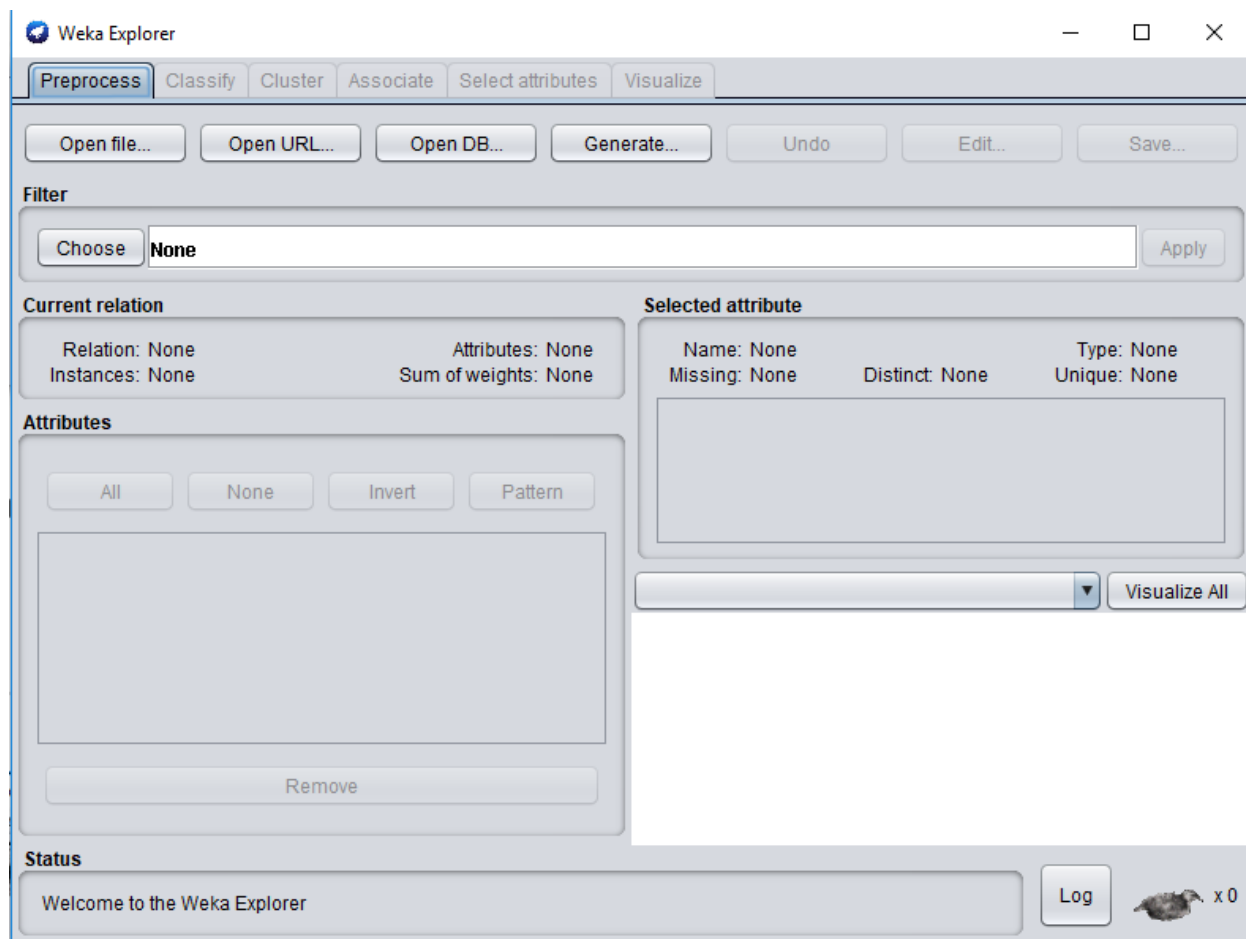 Weka Explorer
Preprocess Classify Cluster Associate Select attributes Visualize
Open file... Open URL... Open DB... Generate... Undo Edit... Save...
Filter
Choose None Apply
Current relation
Relation: None Attributes: None
Instances: None Sum of weights: None
Selected attribute
Name: None Type: None
Missing: None Distinct: None Unique: None
Attributes
All None Invert Pattern
Remove
Visualize All
Status
Welcome to the Weka Explorer
Log x 0